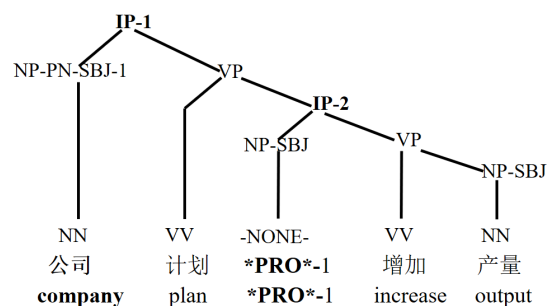 IP-1
NP-PN-SBJ-1 VP
IP-2
NP-SBJ VP
NP-SBJ
NN VV -NONE- VV NN
公司 计划 *PRO*-1 增加 产量
company plan *PRO*-1 increase output